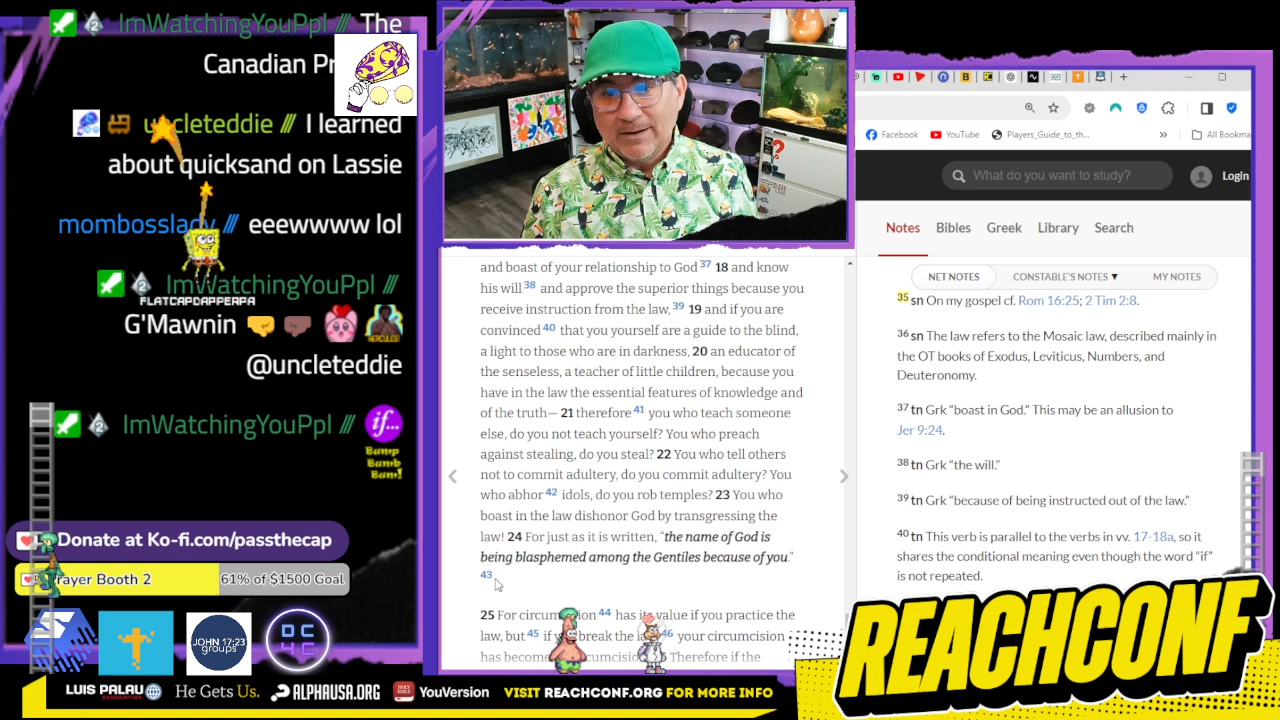 ImWatchingYouPpl /// The
Canadian Pr
uncleteddie // I learned
about quicksand on Lassie
mombosslady /// eeewwww lol
ImWatchingYouPpl ///
FLATCAPDAPPERPA
G'Mawnin
HERCULES!
@uncleteddie
ImWatchingYouPpl /// if...
Bump
Bumb
Bum!
Donate at Ko-fi.com/passthecap
rayer Booth 2
61% of $1500 Goal
JOHN 17:23
groups
and boast of your relationship to God 37 18 and know
his will 38 and approve the superior things because you
receive instruction from the law, 39 19 and if you are
convinced 40 that you yourself are a guide to the blind,
a light to those who are in darkness, 20 an educator of
the senseless, a teacher of little children, because you
have in the law the essential features of knowledge and
of the truth— 21 therefore 41 you who teach someone
else, do you not teach yourself? You who preach
against stealing, do you steal? 22 You who tell others
not to commit adultery, do you commit adultery? You
who abhor 42 idols, do you rob temples? 23 You who
boast in the law dishonor God by transgressing the
law! 24 For just as it is written, “the name of God is
being blasphemed among the Gentiles because of you.”
43
25 For circum ion 44 has its value if you practice the
law, but 45 if y break the la 46 your circumcision
has become cumcisio Therefore if the
Facebook
YouTube
Players_Guide_to_th...
»
All Bookma
What do you want to study?
Login
Notes
Bibles
Greek
Library
Search
NET NOTES
CONSTABLE'S NOTES ▼
MY NOTES
35 sn On my gospel cf. Rom 16:25; 2 Tim 2:8.
36 sn The law refers to the Mosaic law, described mainly in
the OT books of Exodus, Leviticus, Numbers, and
Deuteronomy.
37 tn Grk “boast in God.” This may be an allusion to
Jer 9:24.
38 tn Grk “the will.”
39 tn Grk “because of being instructed out of the law.”
40 tn This verb is parallel to the verbs in vv. 17-18a, so it
shares the conditional meaning even though the word “if”
is not repeated.
REACHCONF
LUIS PALAU
He Gets Us.
ALPHAUSA.ORG
HOLY BIBLE
YouVersion
VISIT REACHCONF.ORG FOR MORE INFO